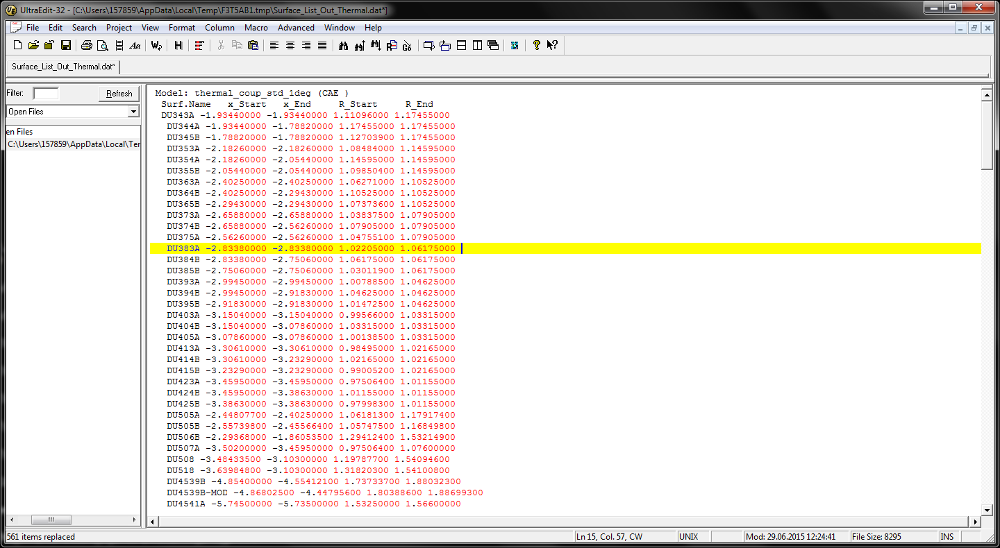 UltraEdit-32 - [C:\Users\157859\AppData\Local\Temp\F3T5AB1.tmp\Surface_List_Out_Thermal.dat*]
File Edit Search Project View Format Column Macro Advanced Window Help
Surface_List_Out_Thermal.dat*
Filter: Refresh
Open Files
en Files
C:\Users\157859\AppData\Local\Ter
Model: thermal_coup_std_1deg (CAE )
Surf.Name x_Start x_End R_Start R_End
DU343A -1.93440000 -1.93440000 1.11096000 1.17455000
DU344A -1.93440000 -1.78820000 1.17455000 1.17455000
DU345B -1.78820000 -1.78820000 1.12703900 1.17455000
DU353A -2.18260000 -2.18260000 1.08484000 1.14595000
DU354A -2.18260000 -2.05440000 1.14595000 1.14595000
DU355B -2.05440000 -2.05440000 1.09850400 1.14595000
DU363A -2.40250000 -2.40250000 1.06271000 1.10525000
DU364B -2.40250000 -2.29430000 1.10525000 1.10525000
DU365B -2.29430000 -2.29430000 1.07373600 1.10525000
DU373A -2.65880000 -2.65880000 1.03837500 1.07905000
DU374B -2.65880000 -2.56260000 1.07905000 1.07905000
DU375A -2.56260000 -2.56260000 1.04755100 1.07905000
DU383A -2.83380000 -2.83380000 1.02205000 1.06175000
DU384B -2.83380000 -2.75060000 1.06175000 1.06175000
DU385B -2.75060000 -2.75060000 1.03011900 1.06175000
DU393A -2.99450000 -2.99450000 1.00788500 1.04625000
DU394B -2.99450000 -2.91830000 1.04625000 1.04625000
DU395B -2.91830000 -2.91830000 1.01472500 1.04625000
DU403A -3.15040000 -3.15040000 0.99566000 1.03315000
DU404B -3.15040000 -3.07860000 1.03315000 1.03315000
DU405A -3.07860000 -3.07860000 1.00138500 1.03315000
DU413A -3.30610000 -3.30610000 0.98495000 1.02165000
DU414B -3.30610000 -3.23290000 1.02165000 1.02165000
DU415B -3.23290000 -3.23290000 0.99005200 1.02165000
DU423A -3.45950000 -3.45950000 0.97506400 1.01155000
DU424B -3.45950000 -3.38630000 1.01155000 1.01155000
DU425B -3.38630000 -3.38630000 0.97998300 1.01155000
DU505A -2.44807700 -2.40250000 1.06181300 1.17917400
DU505B -2.55739800 -2.45566400 1.05747500 1.16849800
DU506B -2.29368000 -1.86053500 1.29412400 1.53214900
DU507A -3.50200000 -3.45950000 0.97506400 1.07600000
DU508 -3.48433500 -3.10300000 1.19787700 1.54094600
DU518 -3.63984800 -3.10300000 1.31820300 1.54100800
DU4539B -4.85400000 -4.55412100 1.73733700 1.88032300
DU4539B-MOD -4.86802500 -4.44795600 1.80388600 1.88699300
DU4541A -5.74500000 -5.73500000 1.53250000 1.56600000
561 items replaced Ln 15, Col. 57, CW UNIX Mod: 29.06.2015 12:24:41 File Size: 8295 INS